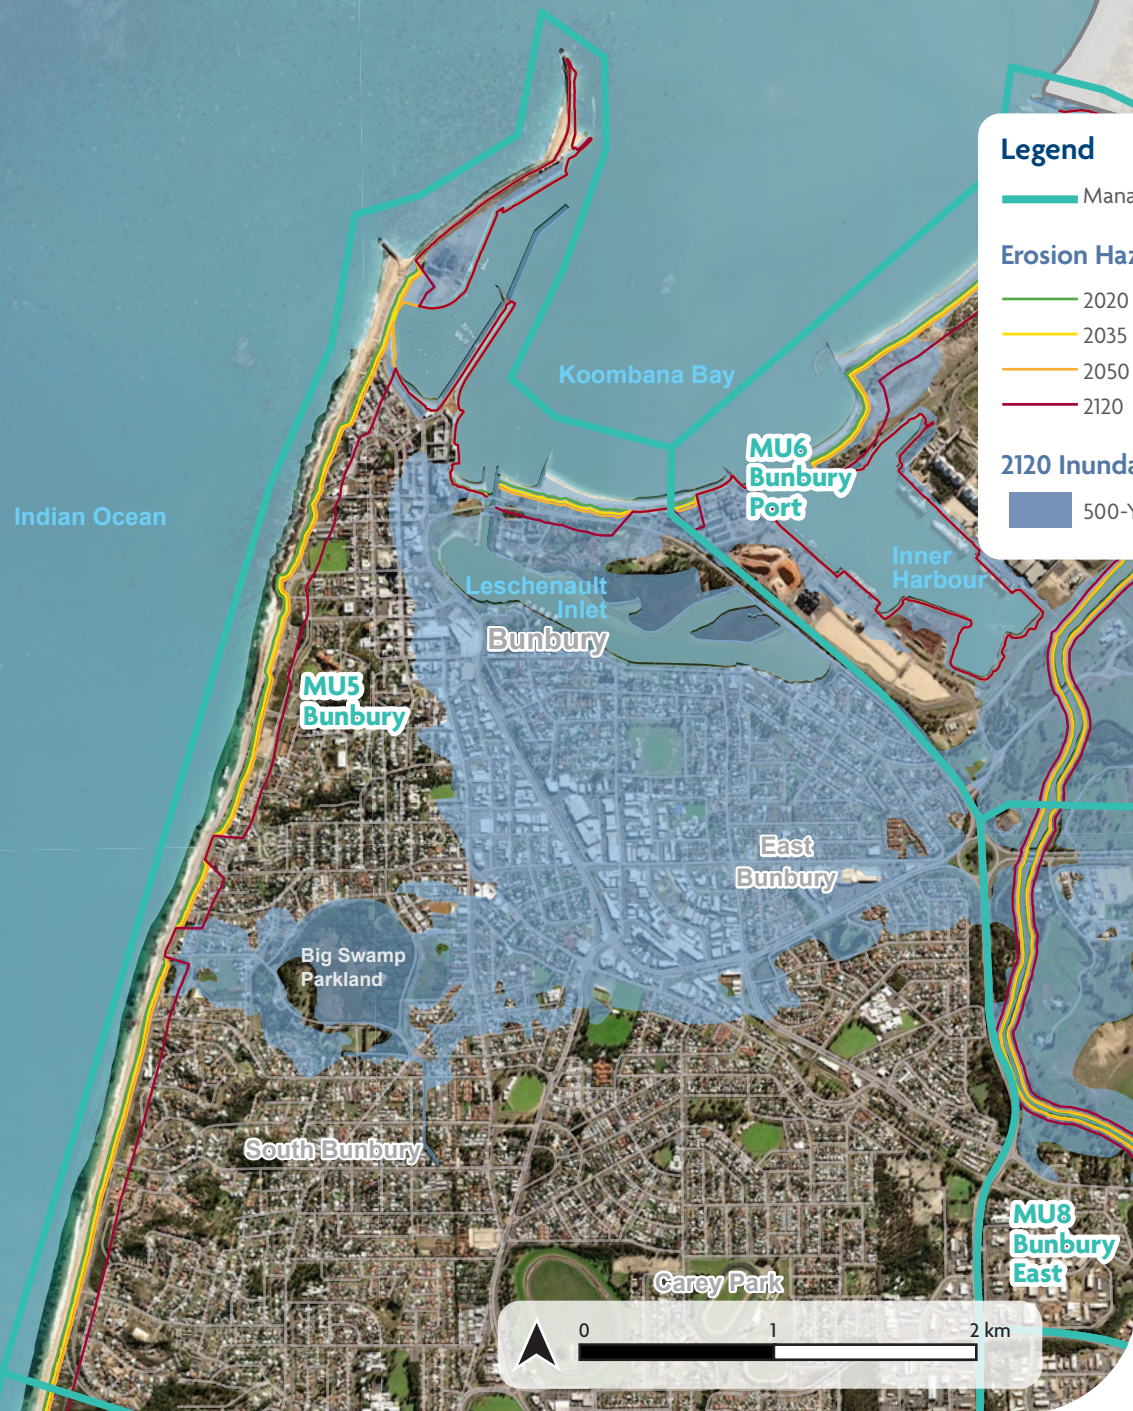 Legend
Mana
Erosion Haz
2020
2035
2050
2120
2120 Inunda
500-Y
Koombana Bay
MU6
Bunbury
Port
Indian Ocean
Inner
Harbour
Leschenault
Inlet
Bunbury
MU5
Bunbury
East
Bunbury
Big Swamp
Parkland
South Bunbury
MU8
Bunbury
East
Carey Park
0 1 2 km